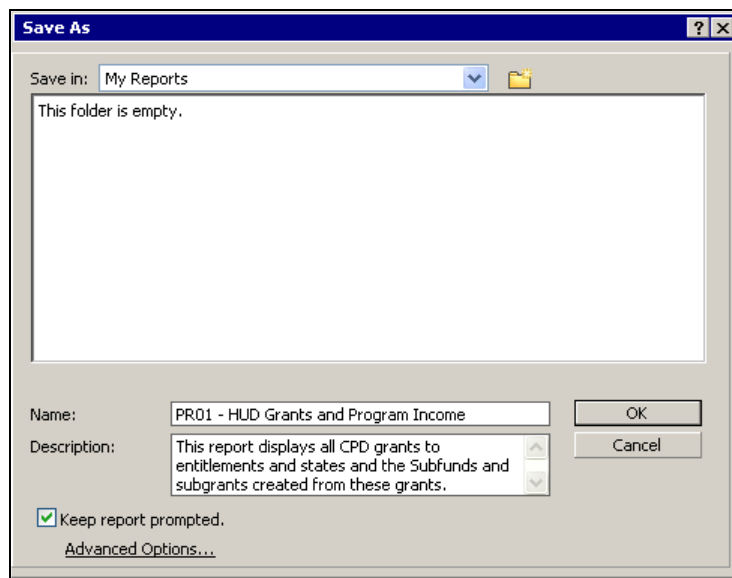 Save As
Save in: My Reports
This folder is empty.
Name: PR01 - HUD Grants and Program Income OK
Description: This report displays all CPD grants to Cancel
entitlements and states and the Subfunds and
subgrants created from these grants.
Keep report prompted.
Advanced Options...